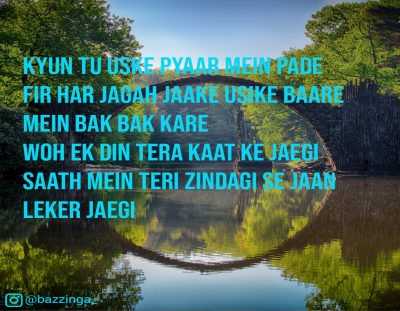 KYUN TU USKE PYAAR MEIN PADE
FIR HAR JAGAH JAAKE USIKE BAARE
MEIN BAK BAK KARE
WOH EK DIN TERA KAAT KE JAEGI
SAATH MEIN TERI ZINDAGI SE JAAN
LEKER JAEGI
@bazzinga_